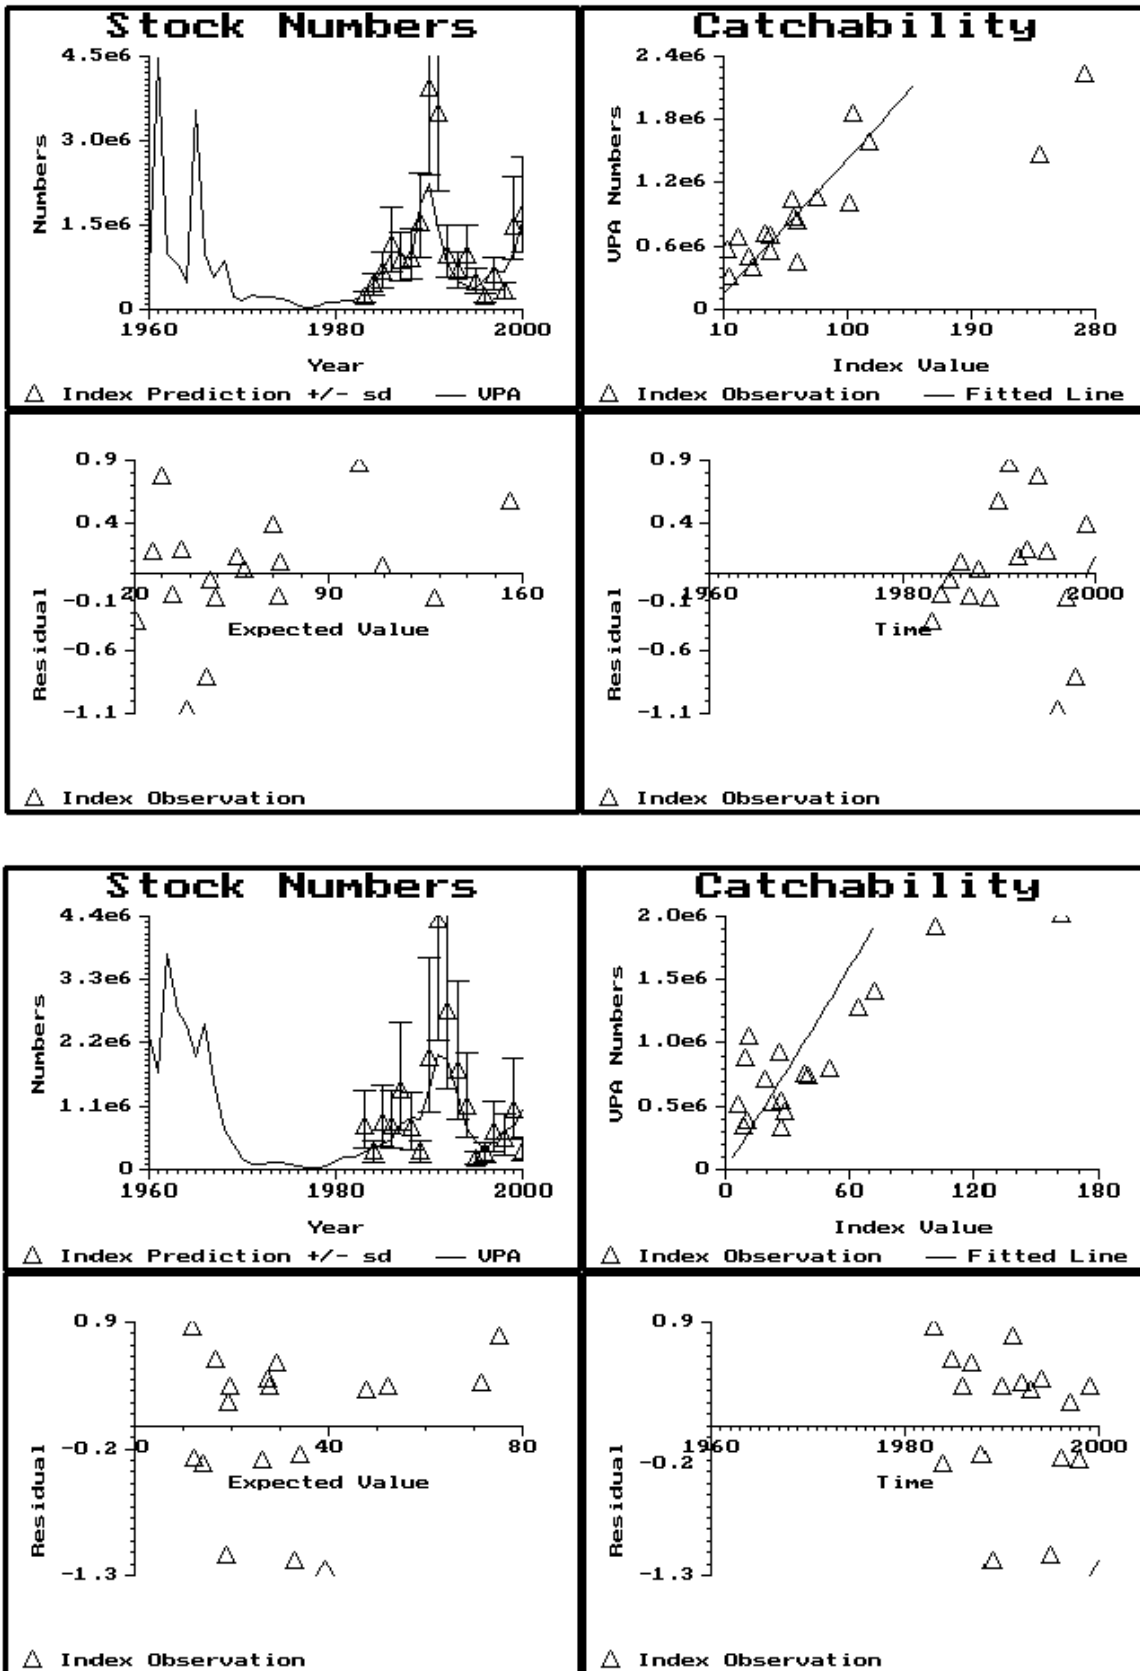 Stock Numbers
4.5e6
3.0e6
1.5e6
0
Numbers
1960 1980 2000
Year
△ Index Prediction +/- sd — VPA
Catchability
2.4e6
1.8e6
1.2e6
0.6e6
0
VPA Numbers
10 100 190 280
Index Value
△ Index Observation — Fitted Line
0.9
0.4
-0.1
-0.6
-1.1
Residual
20 90 160
Expected Value
△ Index Observation
0.9
0.4
-0.1
-0.6
-1.1
Residual
1960 1980 2000
Time
△ Index Observation
Stock Numbers
4.4e6
3.3e6
2.2e6
1.1e6
0
Numbers
1960 1980 2000
Year
△ Index Prediction +/- sd — VPA
Catchability
2.0e6
1.5e6
1.0e6
0.5e6
0
VPA Numbers
0 60 120 180
Index Value
△ Index Observation — Fitted Line
0.9
-0.2
-1.3
Residual
0 40 80
Expected Value
△ Index Observation
0.9
-0.2
-1.3
Residual
1960 1980 2000
Time
△ Index Observation